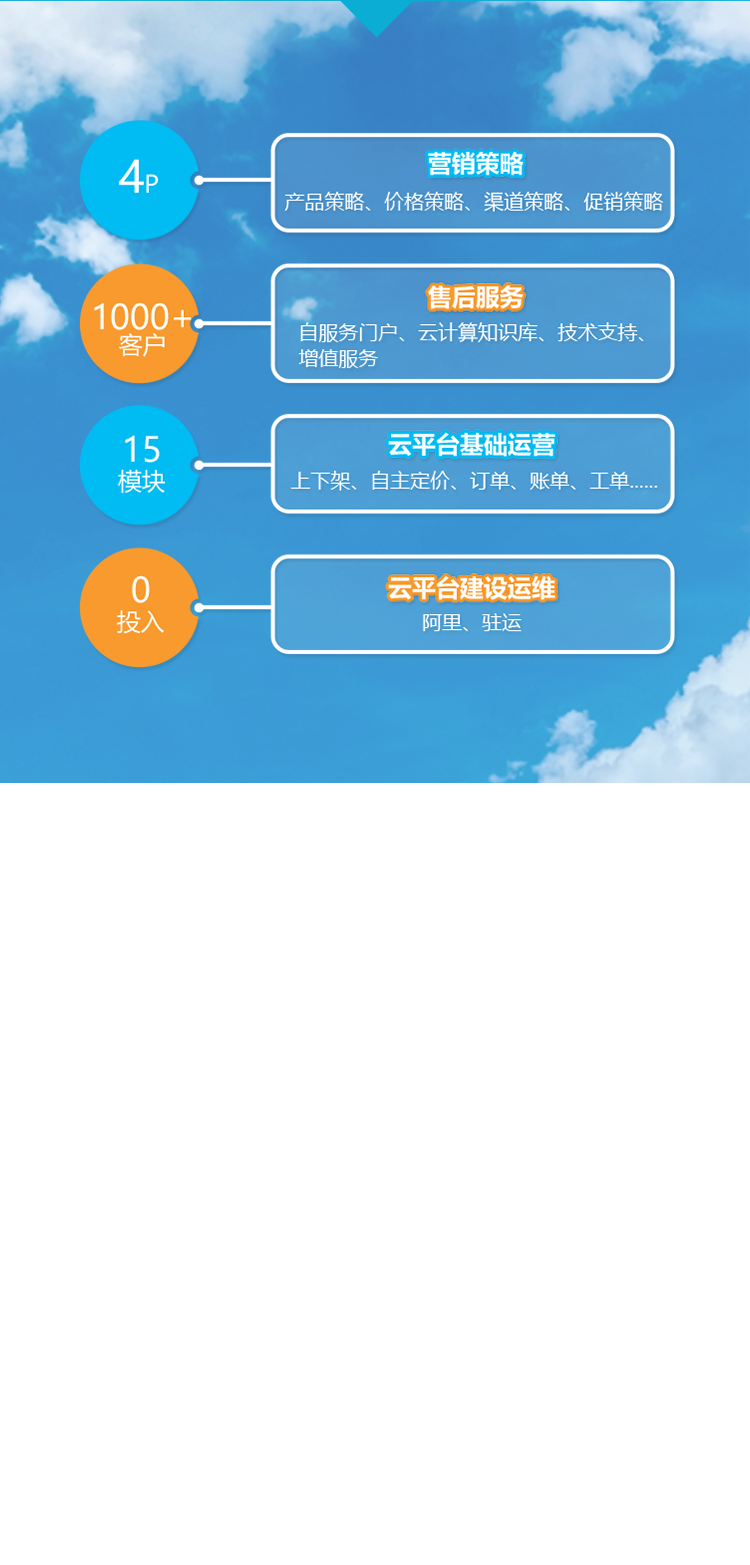 4P
营销策略
产品策略、价格策略、渠道策略、促销策略
1000+
客户
售后服务
自服务门户、云计算知识库、技术支持、
增值服务
15
模块
云平台基础运营
上下架、自主定价、订单、账单、工单......
0
投入
云平台建设运维
阿里、驻运